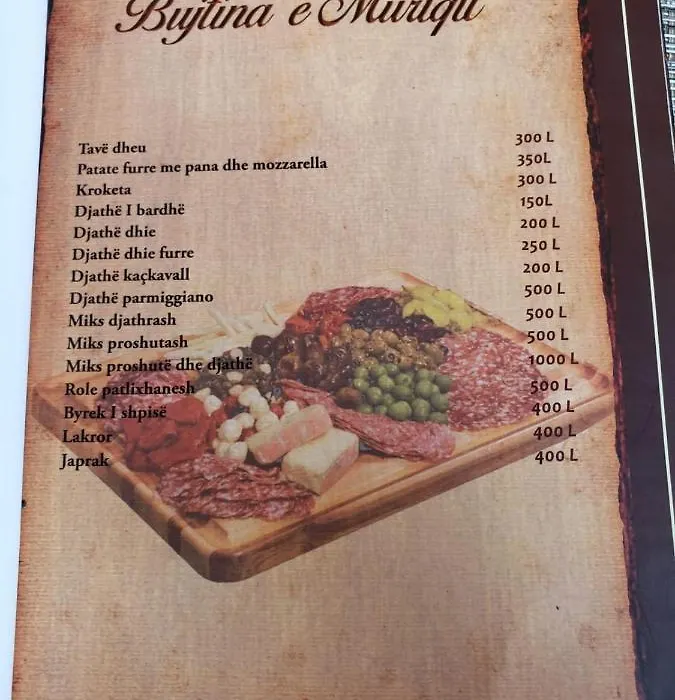 Bujtina e Muriqit
Tavë dheu 300 L
Patate furre me pana dhe mozzarella 350L
Kroketa 300 L
Djathë I bardhë 150L
Djathë dhie 200 L
Djathë dhie furre 250 L
Djathë kaçkavall 200 L
Djathë parmiggiano 500 L
Miks djathrash 500 L
Miks proshutash 500 L
Miks proshutë dhe djathë 1000 L
Role patlixhanesh 500 L
Byrek I shpisë 400 L
Lakror 400 L
Japrak 400 L